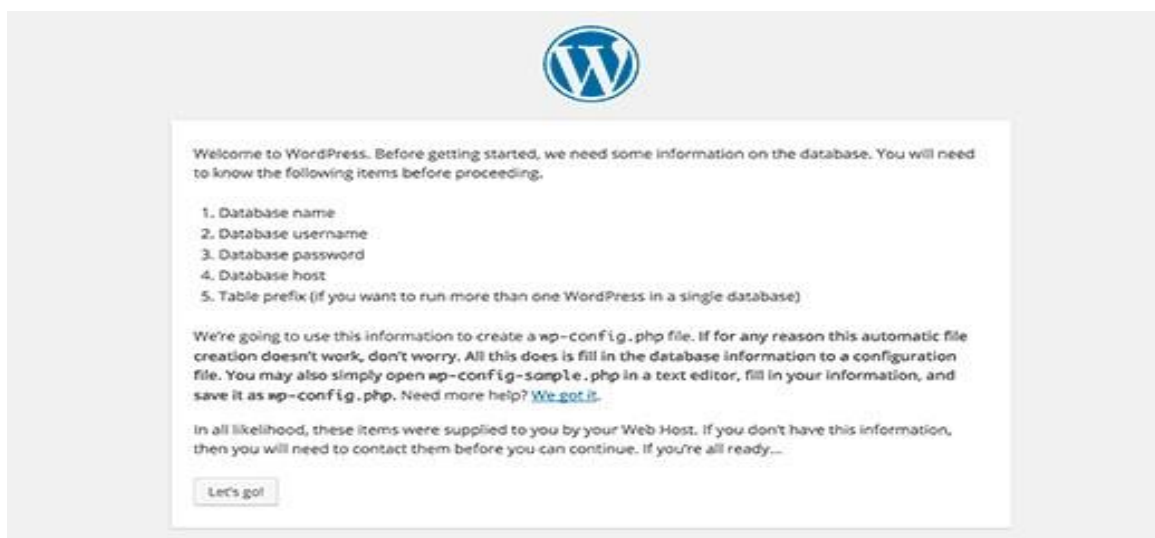 W
Welcome to WordPress. Before getting started, we need some information on the database. You will need
to know the following items before proceeding.
1. Database name
2. Database username
3. Database password
4. Database host
5. Table prefix (if you want to run more than one WordPress in a single database)
We're going to use this information to create a wp-config.php file. If for any reason this automatic file
creation doesn't work, don't worry. All this does is fill in the database information to a configuration
file. You may also simply open wp-config-sample.php in a text editor, fill in your information, and
save it as wp-config.php. Need more help? We got it.
In all likelihood, these items were supplied to you by your Web Host. If you don't have this information,
then you will need to contact them before you can continue. If you're all ready...
Let's go!